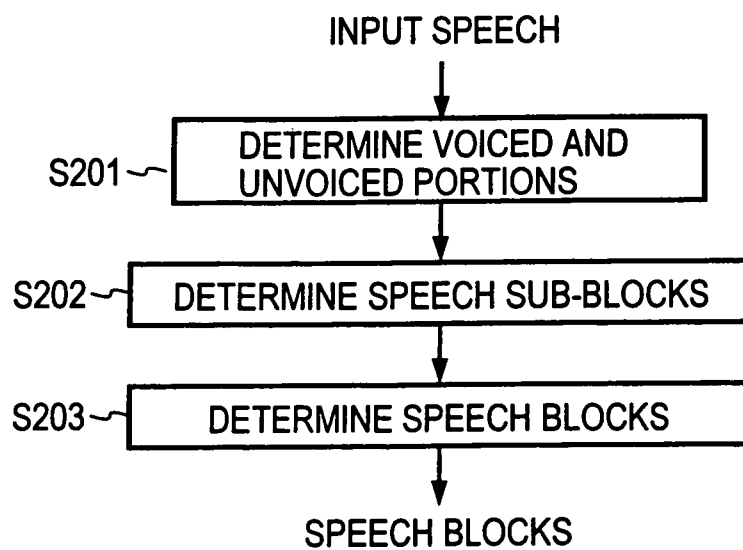 INPUT SPEECH
S201
DETERMINE VOICED AND
UNVOICED PORTIONS
S202
DETERMINE SPEECH SUB-BLOCKS
S203
DETERMINE SPEECH BLOCKS
SPEECH BLOCKS